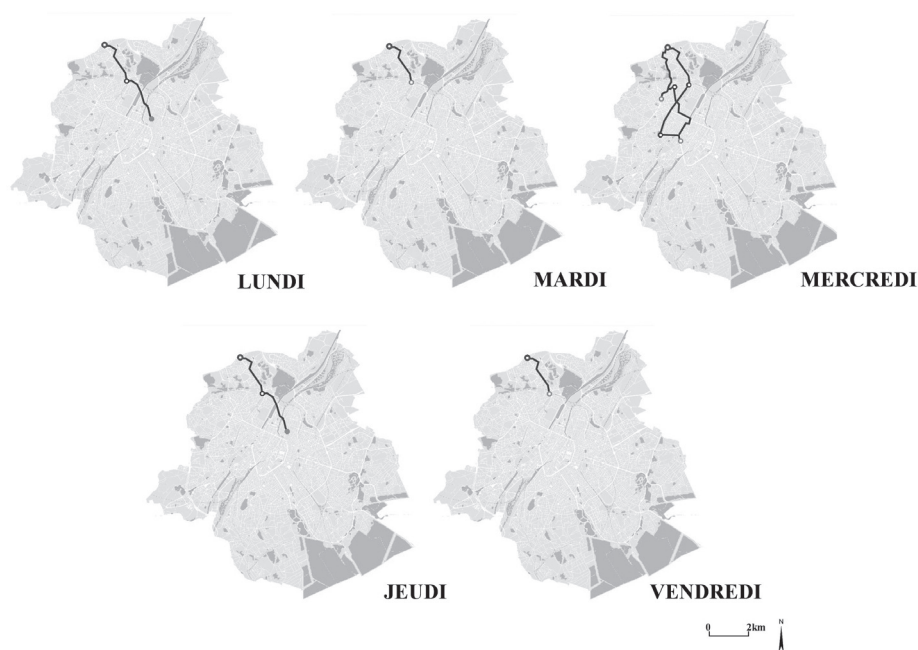 LUNDI
MARDI
MERCREDI
JEUDI
VENDREDI
0 2km
N